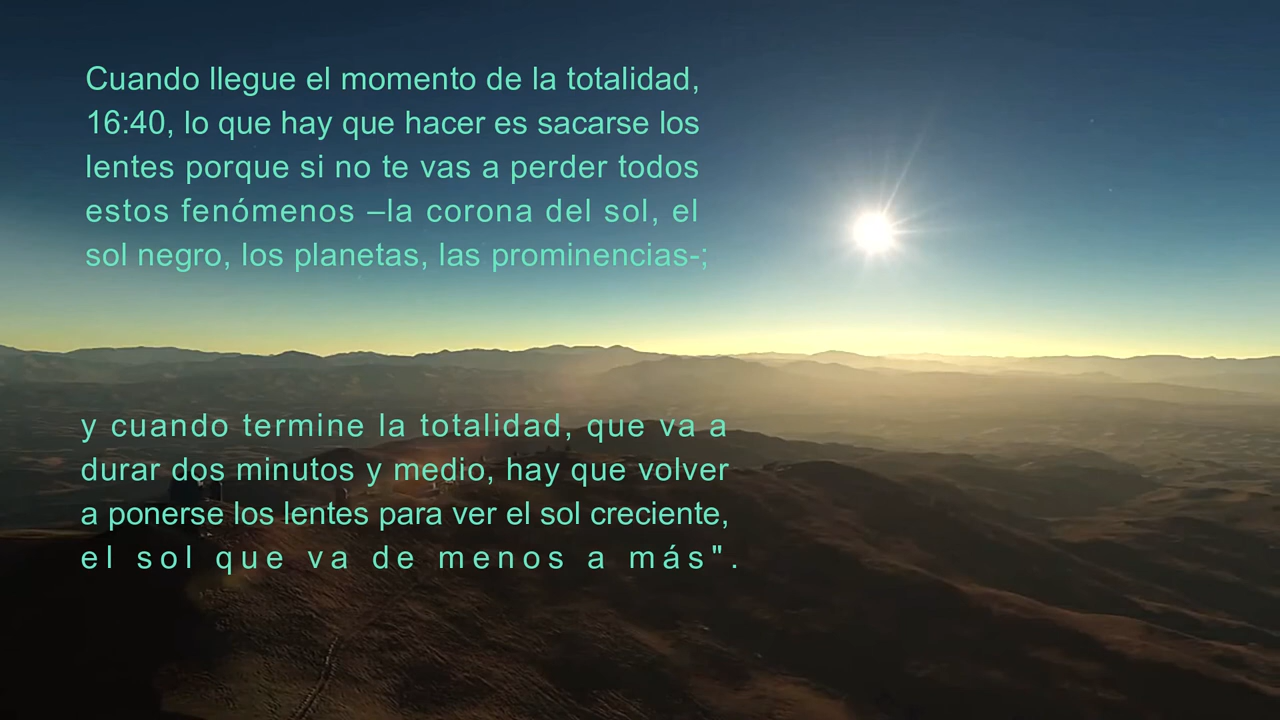 Cuando llegue el momento de la totalidad,
16:40, lo que hay que hacer es sacarse los
lentes porque si no te vas a perder todos
estos fenómenos –la corona del sol, el
sol negro, los planetas, las prominencias-;
y cuando termine la totalidad, que va a
durar dos minutos y medio, hay que volver
a ponerse los lentes para ver el sol creciente,
el sol que va de menos a más".